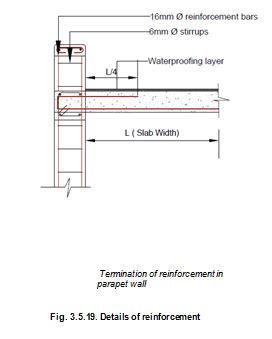 16mm Ø reinforcement bars
6mm Ø stirrups
Waterproofing layer
L/4
L ( Slab Width)
Termination of reinforcement in
parapet wall
Fig. 3.5.19. Details of reinforcement